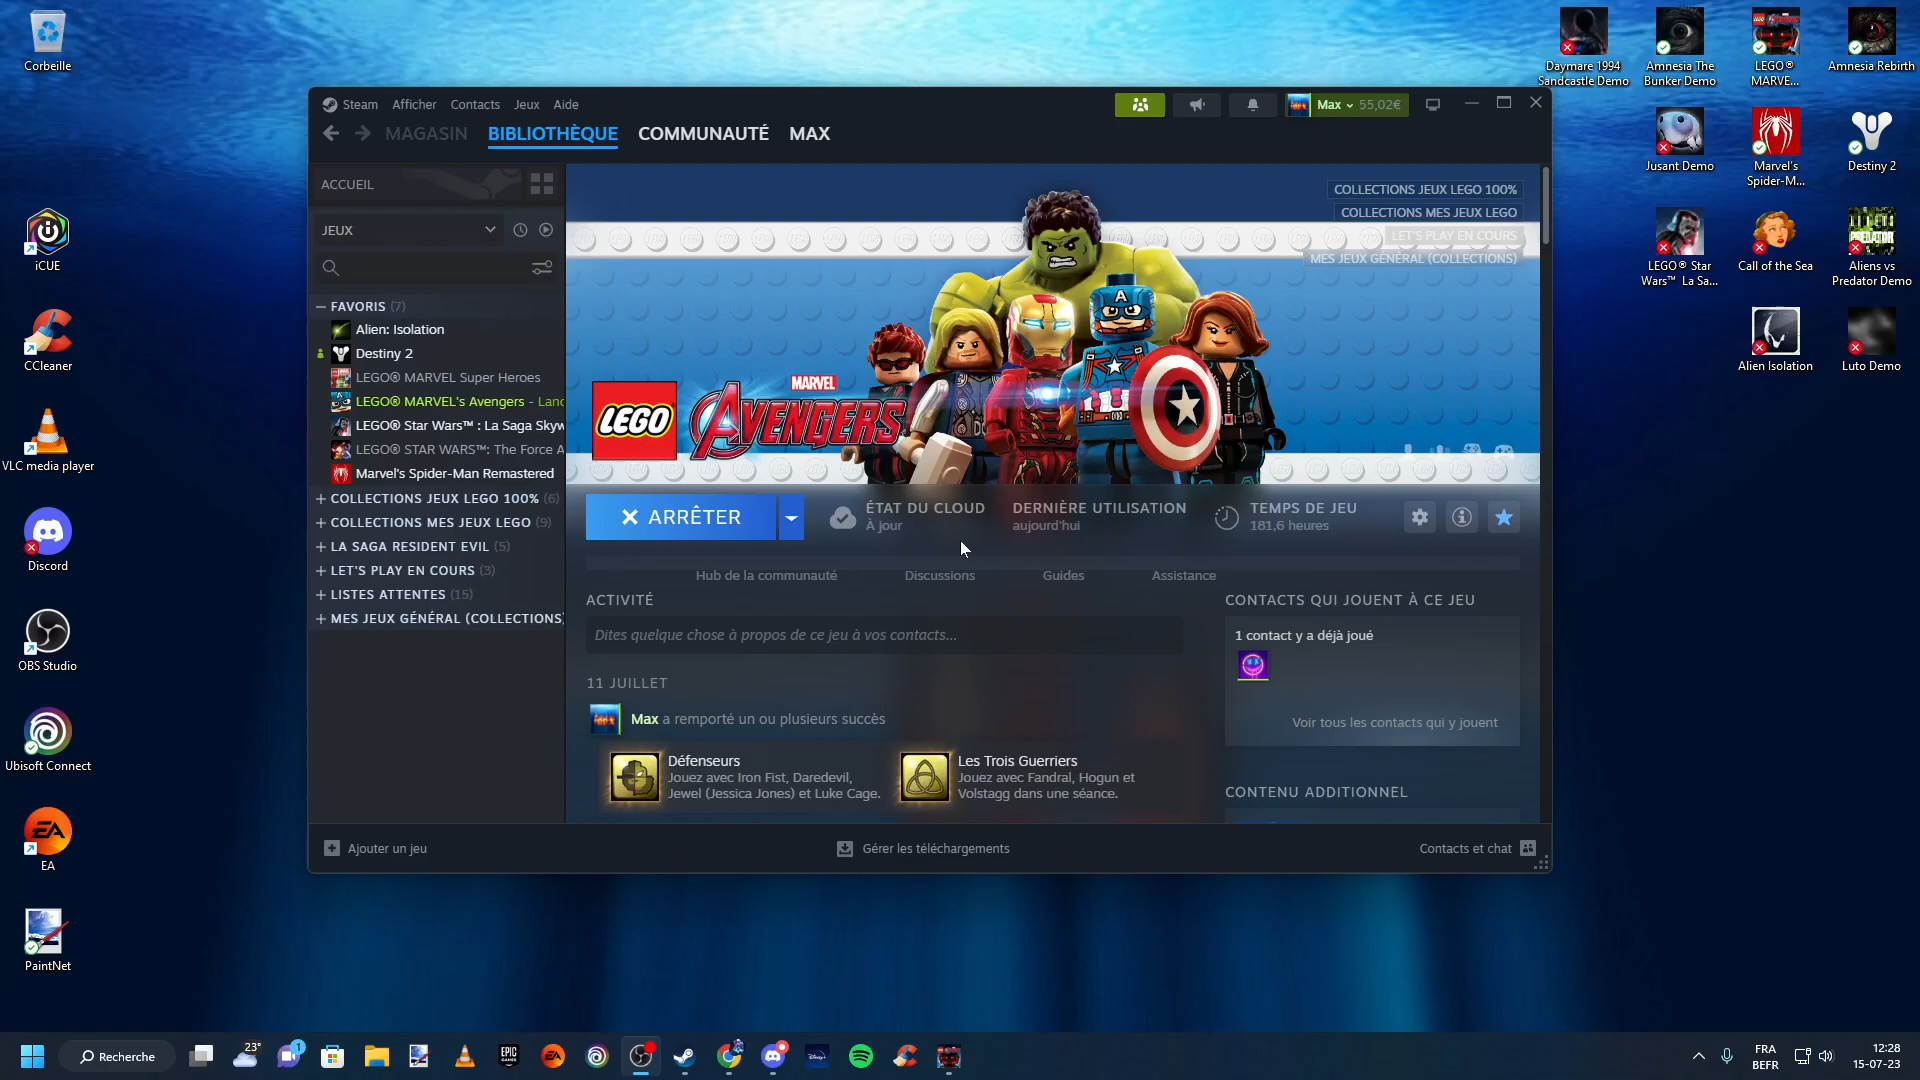 Corbeille
iCUE
CCleaner
VLC media player
Discord
OBS Studio
Ubisoft Connect
EA
PaintNet
Daymare 1994
Sandcastle Demo
Amnesia The
Bunker Demo
LEGO®
MARVE...
Amnesia Rebirth
Jusant Demo
Marvel's
Spider-M...
Destiny 2
LEGO® Star
Wars™ La Sa...
Call of the Sea
Aliens vs
Predator Demo
Alien Isolation
Luto Demo
Steam Afficher Contacts Jeux Aide
Max 55,02€
MAGASIN BIBLIOTHÈQUE COMMUNAUTÉ MAX
ACCUEIL
JEUX
FAVORIS (7)
Alien: Isolation
Destiny 2
LEGO® MARVEL Super Heroes
LEGO® MARVEL's Avengers - Lanc
LEGO® Star Wars™ : La Saga Skyw
LEGO® STAR WARS™: The Force A
Marvel's Spider-Man Remastered
+ COLLECTIONS JEUX LEGO 100% (6)
+ COLLECTIONS MES JEUX LEGO (9)
+ LA SAGA RESIDENT EVIL (5)
+ LET'S PLAY EN COURS (3)
+ LISTES ATTENTES (15)
+ MES JEUX GÉNÉRAL (COLLECTIONS)
COLLECTIONS JEUX LEGO 100%
COLLECTIONS MES JEUX LEGO
LET'S PLAY EN COURS
MES JEUX GÉNÉRAL (COLLECTIONS)
LEGO
MARVEL
AVENGERS
ARRÊTER
ÉTAT DU CLOUD
À jour
DERNIÈRE UTILISATION
aujourd'hui
TEMPS DE JEU
181,6 heures
Hub de la communauté Discussions Guides Assistance
ACTIVITÉ
Dites quelque chose à propos de ce jeu à vos contacts...
11 JUILLET
Max a remporté un ou plusieurs succès
Défenseurs
Jouez avec Iron Fist, Daredevil,
Jewel (Jessica Jones) et Luke Cage.
Les Trois Guerriers
Jouez avec Fandral, Hogun et
Volstagg dans une séance.
CONTACTS QUI JOUENT À CE JEU
1 contact y a déjà joué
Voir tous les contacts qui y jouent
CONTENU ADDITIONNEL
Ajouter un jeu
Gérer les téléchargements
Contacts et chat
Recherche
23°
1
EPIC
GAMES
EA
Disney+
FRA
BEFR
12:28
15-07-23